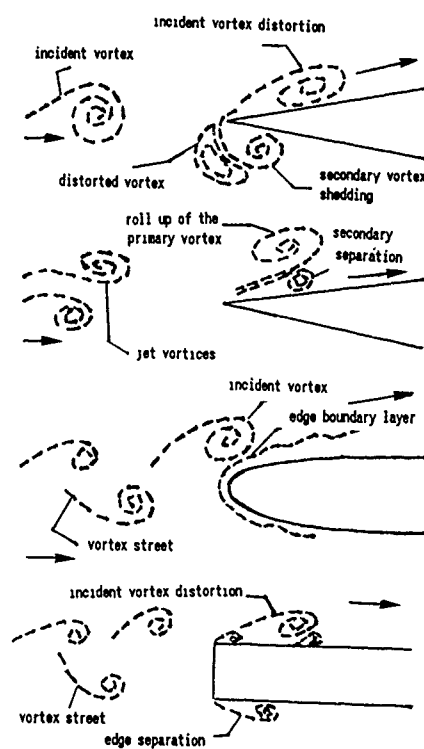 incident vortex distortion
incident vortex
distorted vortex
secondary vortex
shedding
roll up of the
primary vortex
secondary
separation
jet vortices
incident vortex
edge boundary layer
vortex street
incident vortex distortion
vortex street
edge separation